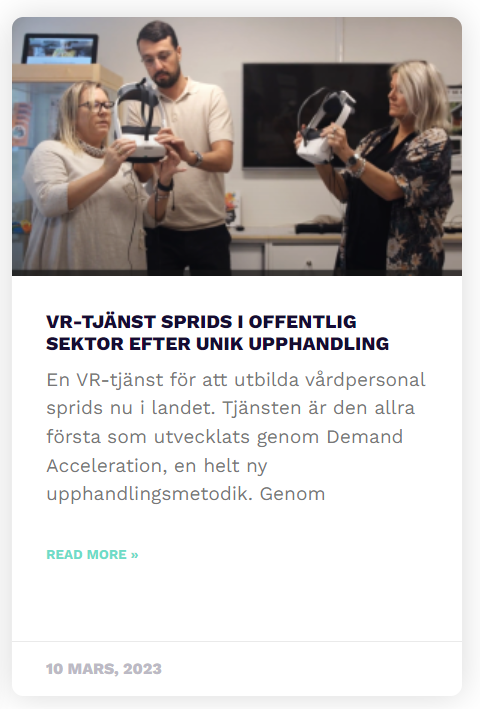 VR-TJÄNST SPRIDS I OFFENTLIG
SEKTOR EFTER UNIK UPPHANDLING
En VR-tjänst för att utbilda vårdpersonal
sprids nu i landet. Tjänsten är den allra
första som utvecklats genom Demand
Acceleration, en helt ny
upphandlingsmetodik. Genom
READ MORE »
10 MARS, 2023